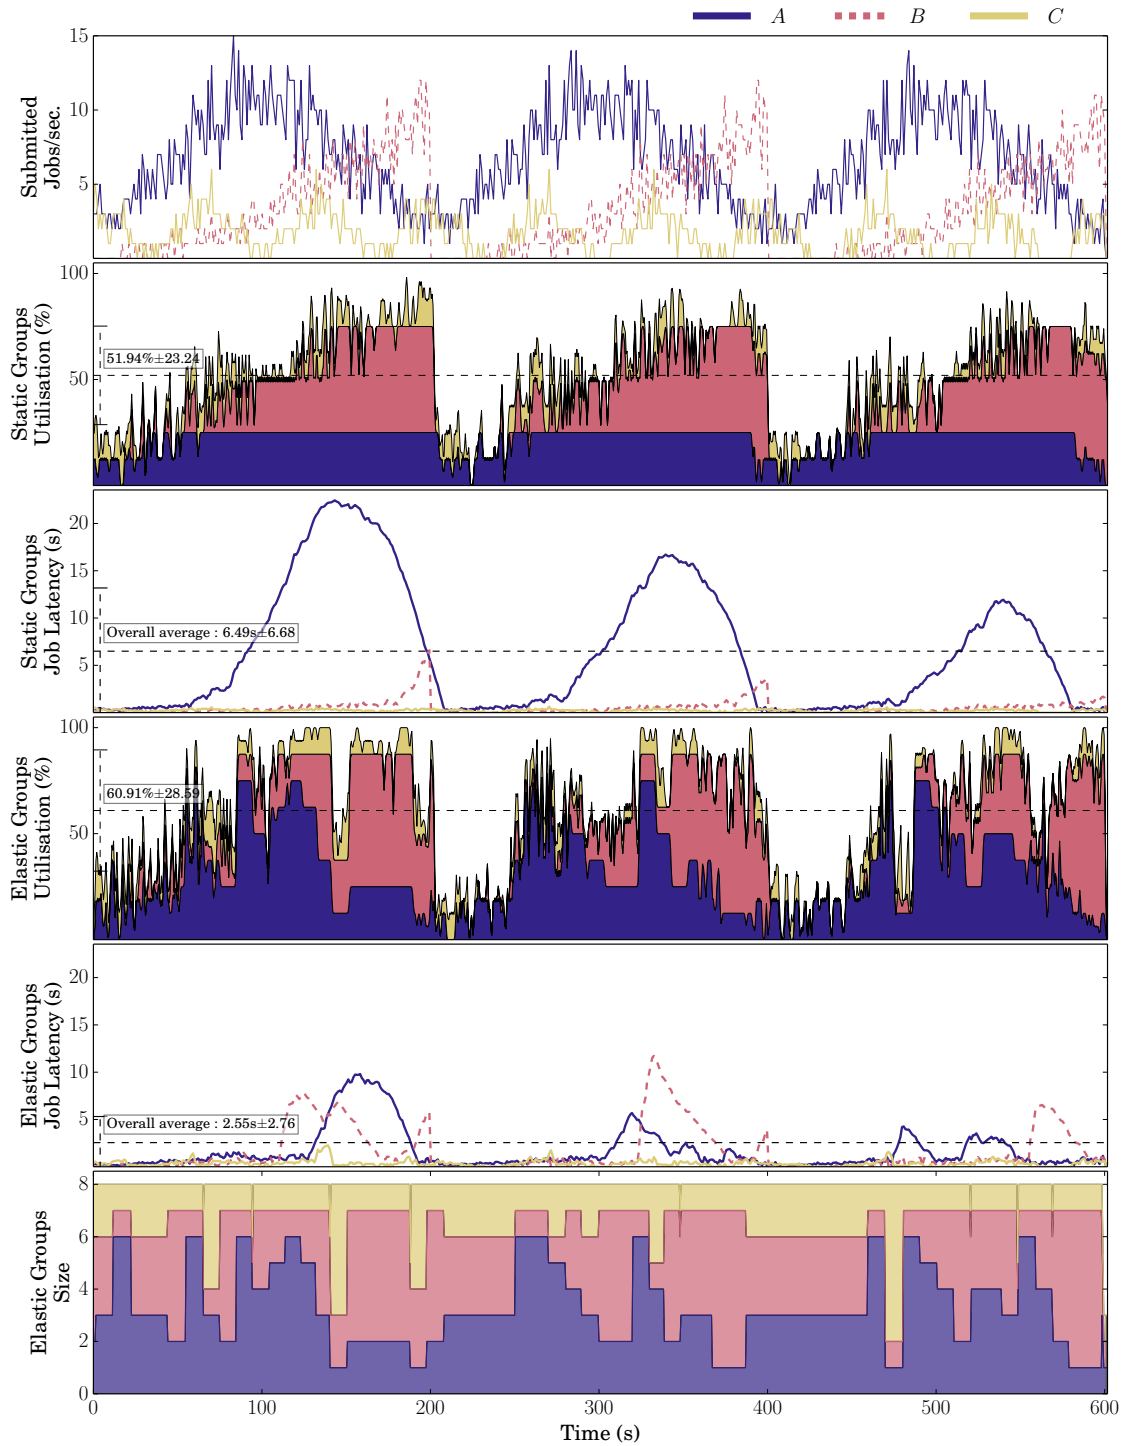 A B C
15
10
5
Submitted
Jobs/sec.
100
50
Static Groups
Utilisation (%)
51.94%±23.24
20
15
10
5
Static Groups
Job Latency (s)
Overall average : 6.49s±6.68
100
50
Elastic Groups
Utilisation (%)
60.91%±28.59
20
15
10
5
Elastic Groups
Job Latency (s)
Overall average : 2.55s±2.76
8
6
4
2
0
Elastic Groups
Size
0 100 200 300 400 500 600
Time (s)